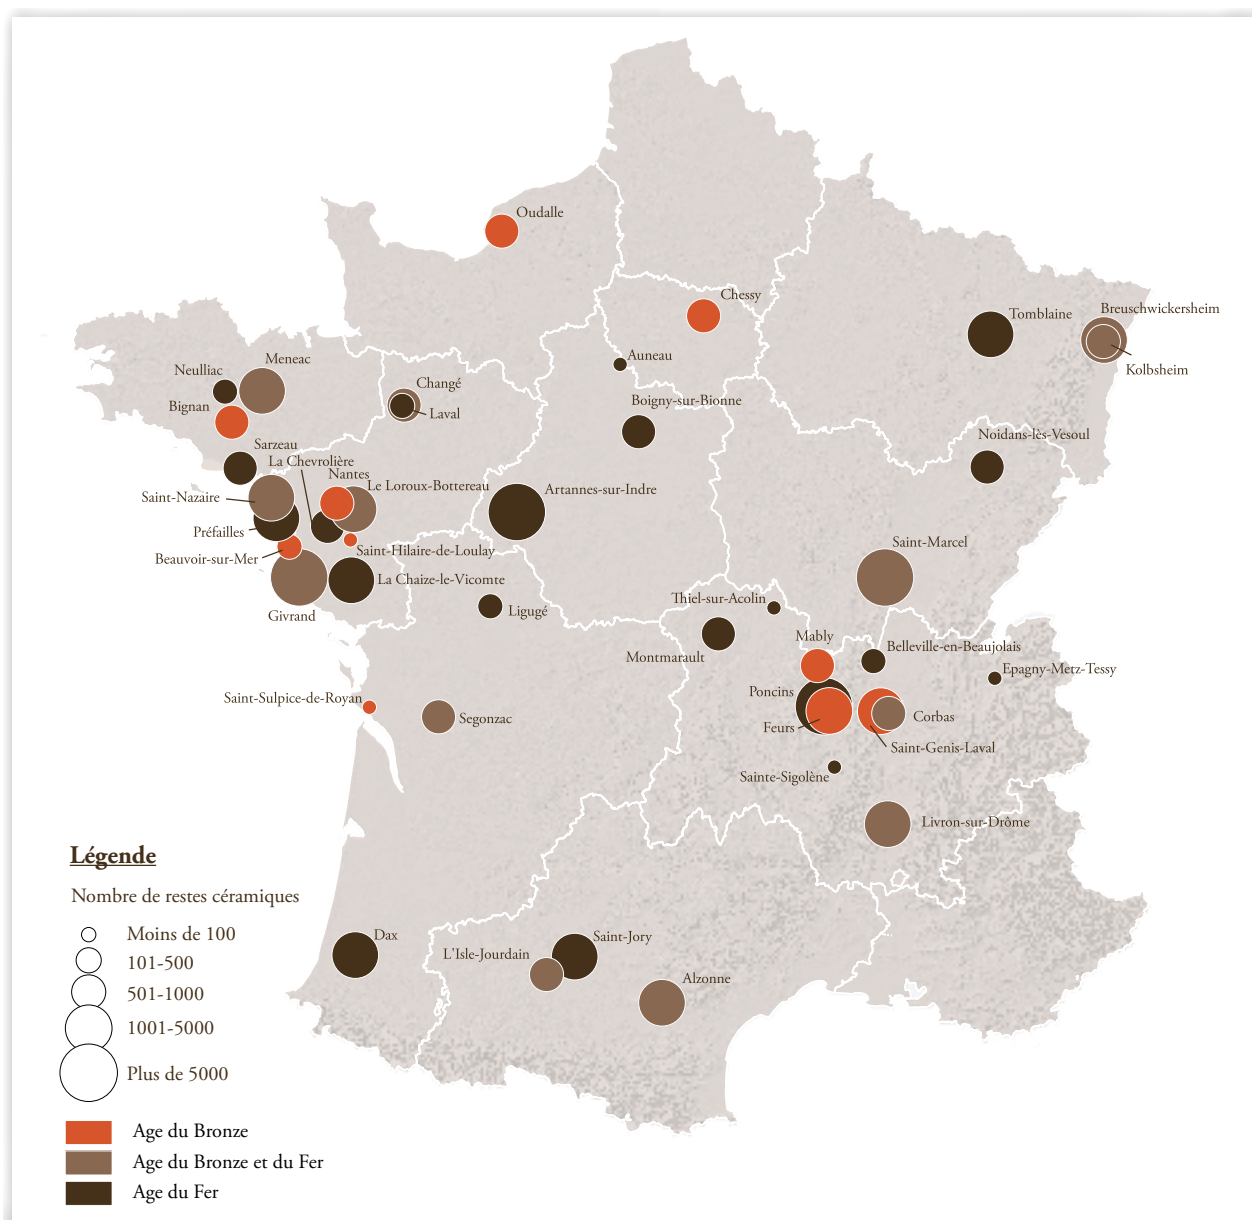 Oudalle
Chessy
Breuschwickersheim
Tomblaine
Auneau
Meneac
Neulliac
Kolbsheim
Changé
Boigny-sur-Bionne
Bignan
Laval
Noidans-lès-Vesoul
Sarzeau
La Chevrolière
Nantes
Le Loroux-Bottereau
Artannes-sur-Indre
Saint-Nazaire
Préfailles
Saint-Marcel
Saint-Hilaire-de-Loulay
Beauvoir-sur-Mer
La Chaize-le-Vicomte
Thiel-sur-Acolin
Ligugé
Givrand
Mably
Belleville-en-Beaujolais
Montmarault
Epagny-Metz-Tessy
Poncins
Saint-Sulpice-de-Royan
Segonzac
Corbas
Feurs
Saint-Genis-Laval
Sainte-Sigolène
Livron-sur-Drôme
Légende
Nombre de restes céramiques
Moins de 100
101-500
501-1000
1001-5000
Plus de 5000
Dax
Saint-Jory
L'Isle-Jourdain
Alzonne
Age du Bronze
Age du Bronze et du Fer
Age du Fer